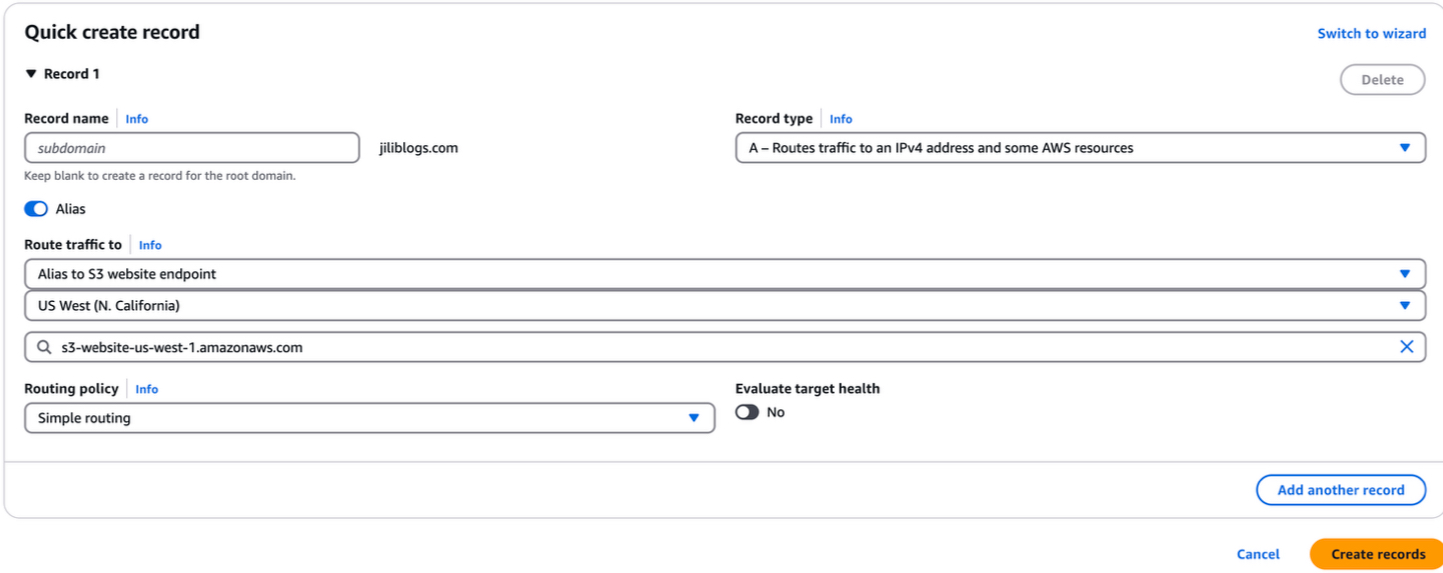 Quick create record
Switch to wizard
▼ Record 1
Delete
Record name Info
Record type Info
subdomain
jiliblogs.com
A – Routes traffic to an IPv4 address and some AWS resources
Keep blank to create a record for the root domain.
Alias
Route traffic to Info
Alias to S3 website endpoint
US West (N. California)
s3-website-us-west-1.amazonaws.com
Routing policy Info
Evaluate target health
Simple routing
No
Add another record
Cancel
Create records